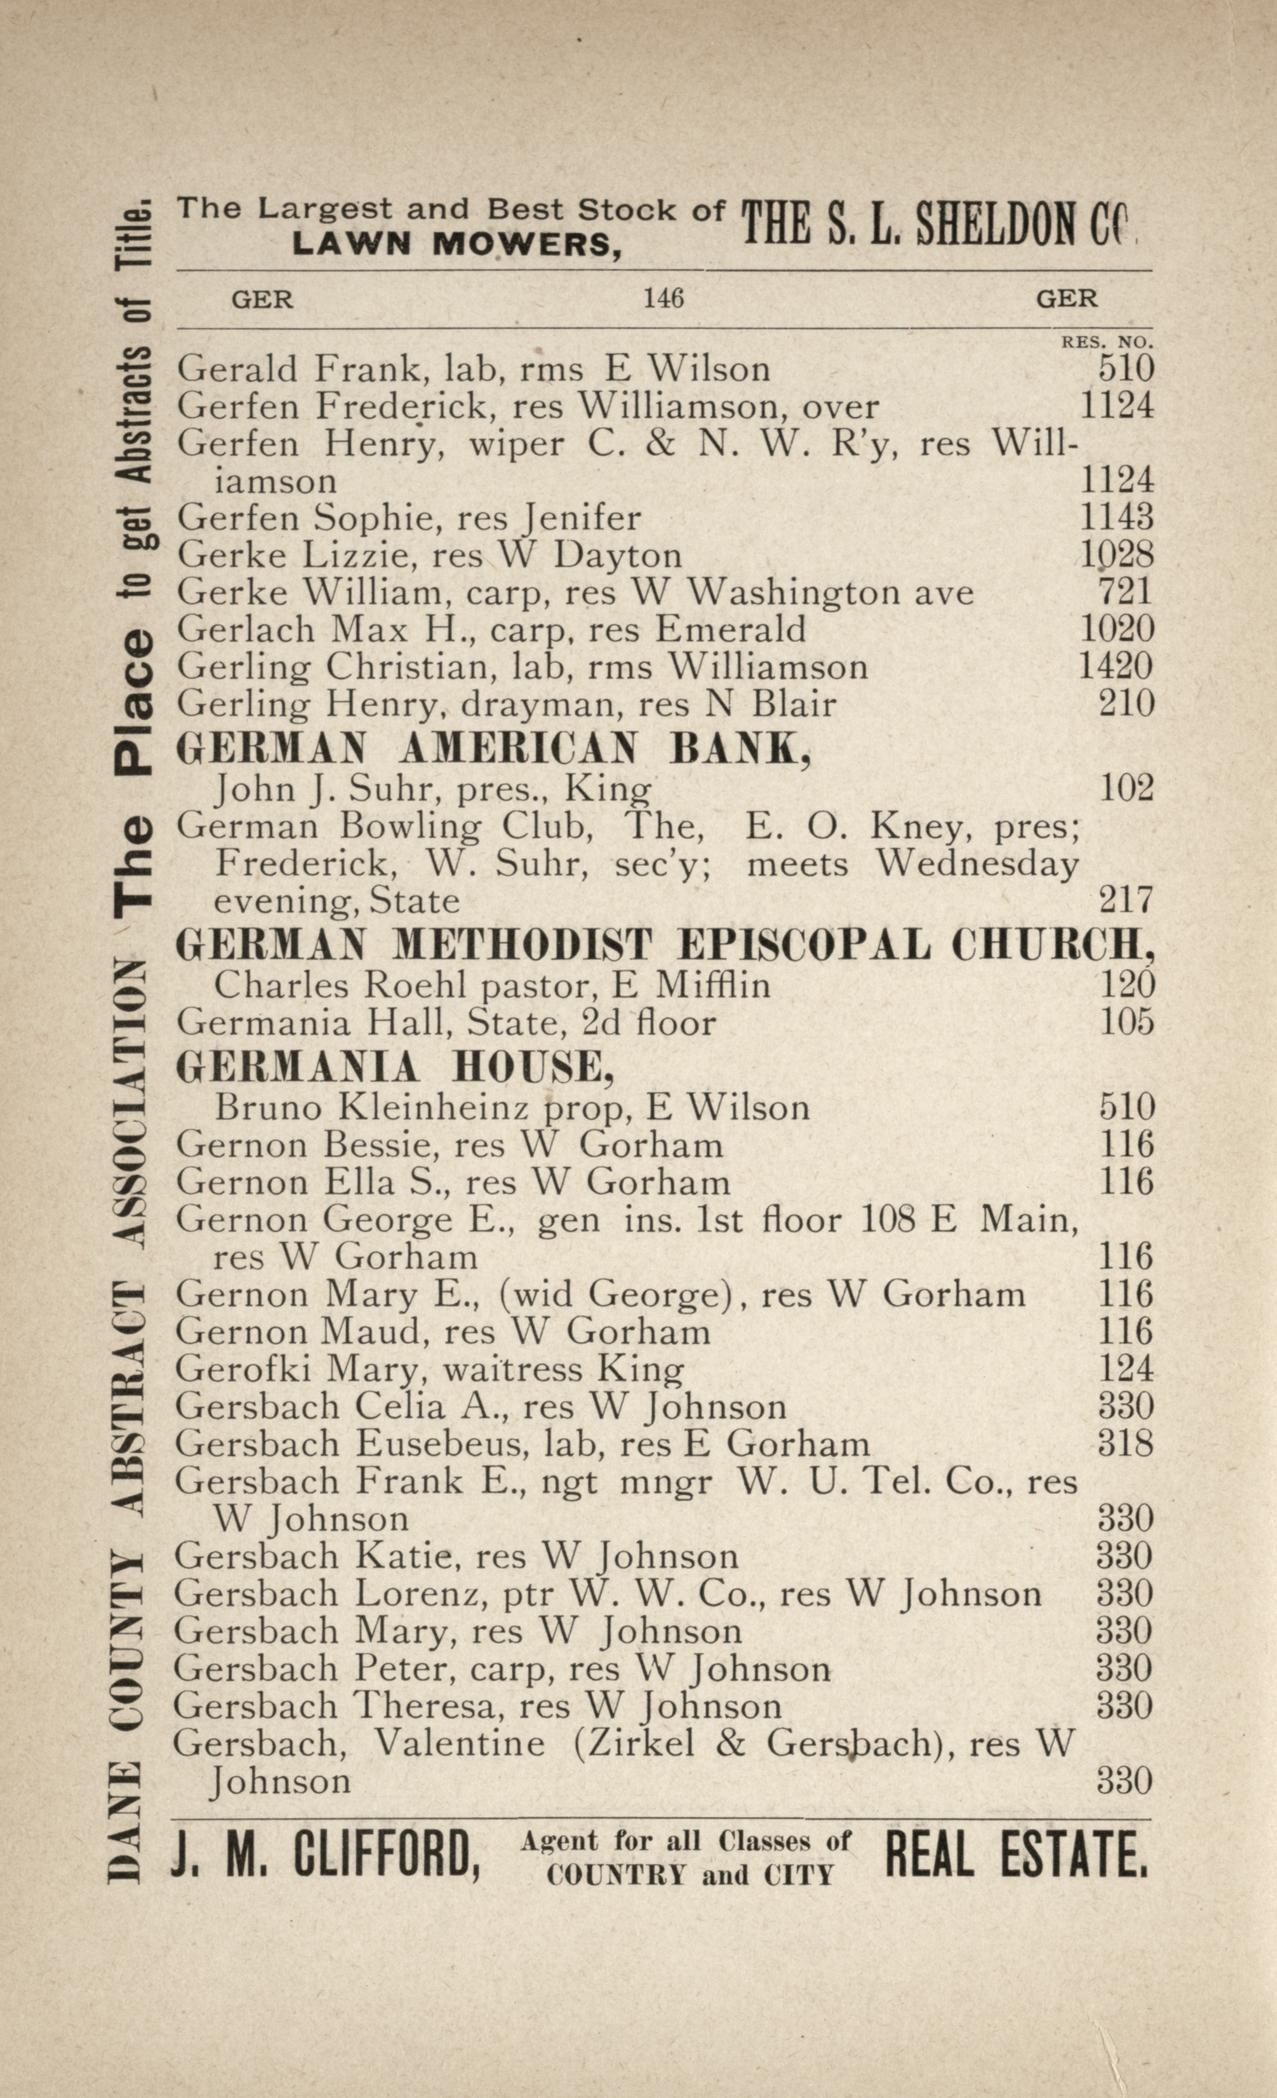 The Largest and Best Stock of
LAWN MOWERS, THE S. L. SHELDON CO.
GER 146 GER
RES. NO.
Gerald Frank, lab, rms E Wilson 510
Gerfen Frederick, res Williamson, over 1124
Gerfen Henry, wiper C. & N. W. R'y, res Will-
iamson 1124
Gerfen Sophie, res Jenifer 1143
Gerke Lizzie, res W Dayton 1028
Gerke William, carp, res W Washington ave 721
Gerlach Max H., carp, res Emerald 1020
Gerling Christian, lab, rms Williamson 1420
Gerling Henry, drayman, res N Blair 210
GERMAN AMERICAN BANK,
John J. Suhr, pres., King 102
German Bowling Club, The, E. O. Kney, pres;
Frederick, W. Suhr, sec'y; meets Wednesday
evening, State 217
GERMAN METHODIST EPISCOPAL CHURCH,
Charles Roehl pastor, E Mifflin 120
Germania Hall, State, 2d floor 105
GERMANIA HOUSE,
Bruno Kleinheinz prop, E Wilson 510
Gernon Bessie, res W Gorham 116
Gernon Ella S., res W Gorham 116
Gernon George E., gen ins. 1st floor 108 E Main,
res W Gorham 116
Gernon Mary E., (wid George), res W Gorham 116
Gernon Maud, res W Gorham 116
Gerofki Mary, waitress King 124
Gersbach Celia A., res W Johnson 330
Gersbach Eusebeus, lab, res E Gorham 318
Gersbach Frank E., ngt mngr W. U. Tel. Co., res
W Johnson 330
Gersbach Katie, res W Johnson 330
Gersbach Lorenz, ptr W. W. Co., res W Johnson 330
Gersbach Mary, res W Johnson 330
Gersbach Peter, carp, res W Johnson 330
Gersbach Theresa, res W Johnson 330
Gersbach, Valentine (Zirkel & Gersbach), res W
Johnson 330
J. M. CLIFFORD, Agent for all Classes of
COUNTRY and CITY REAL ESTATE.
DANE COUNTY ABSTRACT ASSOCIATION The Place to get Abstracts of Title.